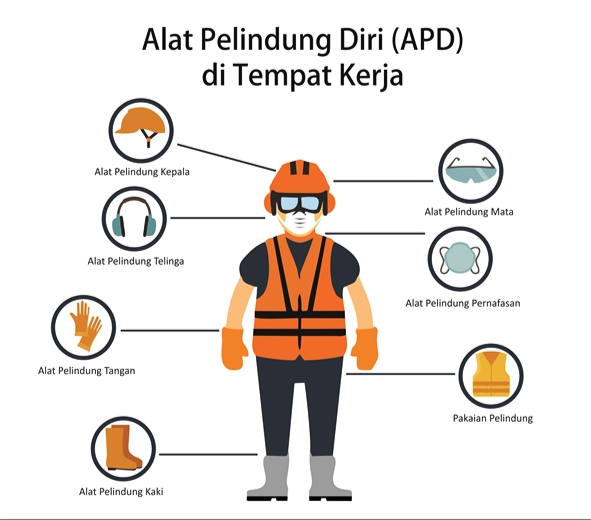 Alat Pelindung Diri (APD)
di Tempat Kerja
Alat Pelindung Kepala
Alat Pelindung Mata
Alat Pelindung Telinga
Alat Pelindung Pernafasan
Alat Pelindung Tangan
Pakaian Pelindung
Alat Pelindung Kaki